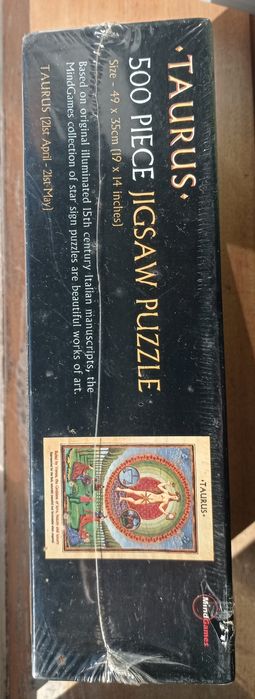 ·TAURUS·
500 PIECE JIGSAW PUZZLE
Size - 49 x 35cm (19 x 14 inches)
Based on original illuminated 15th century Italian manuscripts, the
MindGames collection of star sign puzzles are beautiful works of art.
TAURUS (21st April - 21st May)
·TAURUS·
MindGames